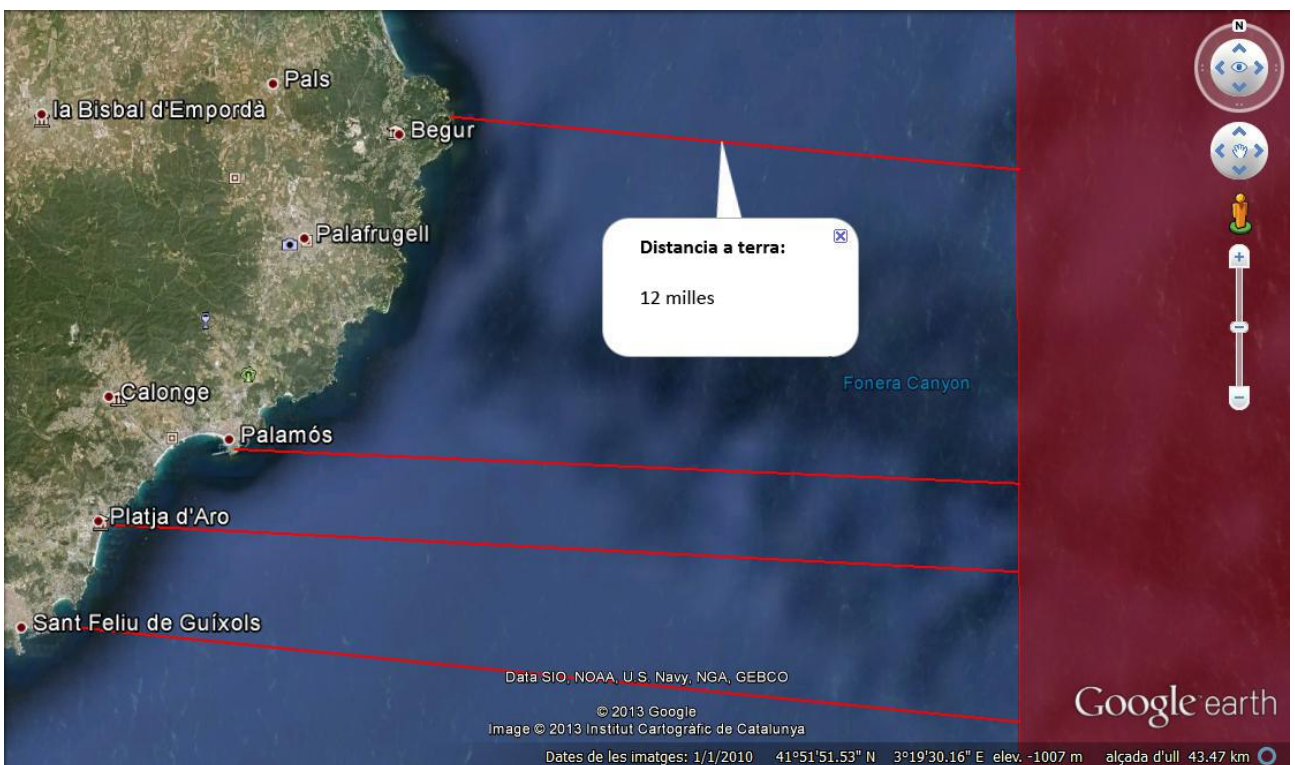 N
Pals
la Bisbal d'Empordà
Begur
Palafrugell
Distancia a terra:
12 milles
Fonera Canyon
Calonge
Palamós
Platja d'Aro
Sant Feliu de Guíxols
Data SIO, NOAA, U.S. Navy, NGA, GEBCO
© 2013 Google
Image © 2013 Institut Cartogràfic de Catalunya
Google earth
Dates de les imatges: 1/1/2010 41°51'51.53" N 3°19'30.16" E elev. -1007 m alçada d'ull 43.47 km